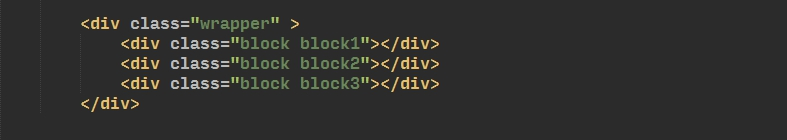 <div class="wrapper" >
<div class="block block1"></div>
<div class="block block2"></div>
<div class="block block3"></div>
</div>